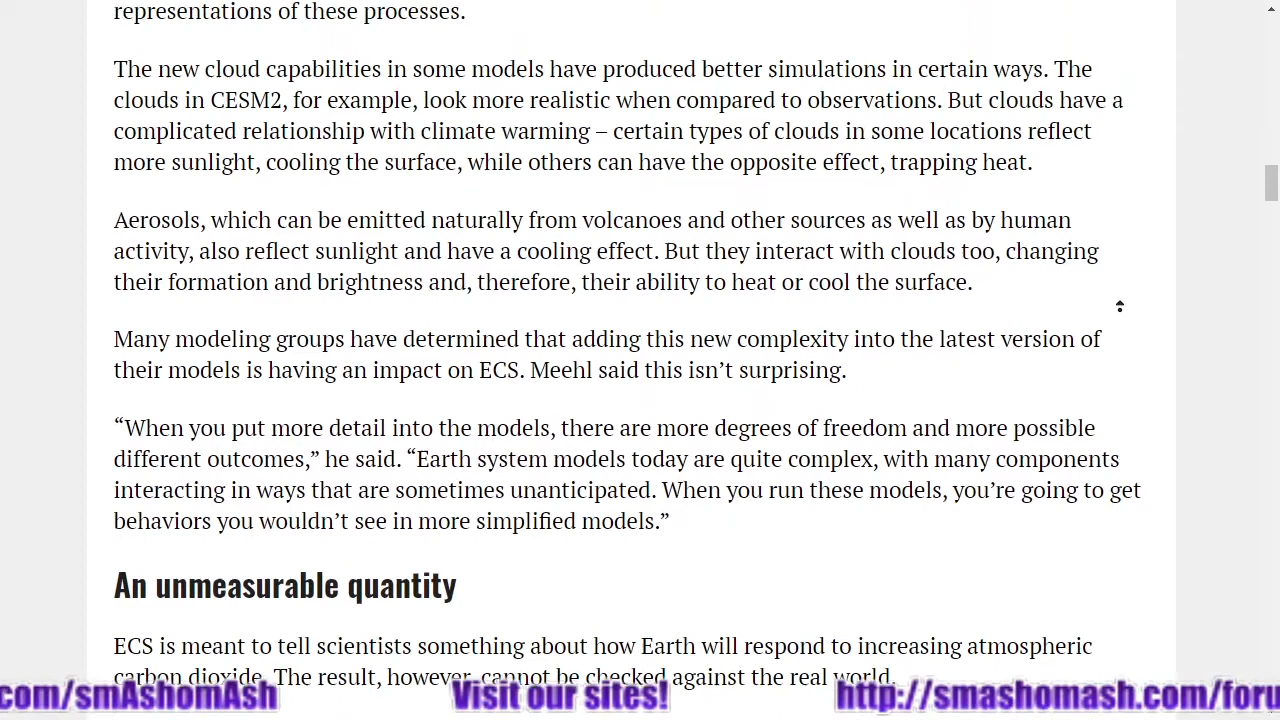 representations of these processes.
The new cloud capabilities in some models have produced better simulations in certain ways. The
clouds in CESM2, for example, look more realistic when compared to observations. But clouds have a
complicated relationship with climate warming – certain types of clouds in some locations reflect
more sunlight, cooling the surface, while others can have the opposite effect, trapping heat.
Aerosols, which can be emitted naturally from volcanoes and other sources as well as by human
activity, also reflect sunlight and have a cooling effect. But they interact with clouds too, changing
their formation and brightness and, therefore, their ability to heat or cool the surface.
Many modeling groups have determined that adding this new complexity into the latest version of
their models is having an impact on ECS. Meehl said this isn’t surprising.
“When you put more detail into the models, there are more degrees of freedom and more possible
different outcomes,” he said. “Earth system models today are quite complex, with many components
interacting in ways that are sometimes unanticipated. When you run these models, you’re going to get
behaviors you wouldn’t see in more simplified models.”
An unmeasurable quantity
ECS is meant to tell scientists something about how Earth will respond to increasing atmospheric
carbon dioxide. The result, however, cannot be checked against the real world.
com/smAshomAsh Visit our sites! http://smashomash.com/foru